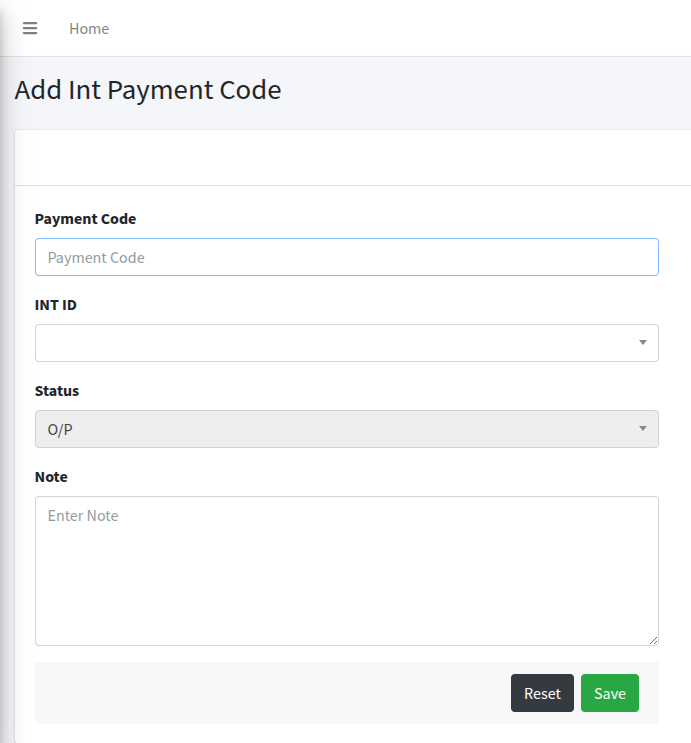 Home
Add Int Payment Code
Payment Code
Payment Code
INT ID
Status
O/P
Note
Enter Note
Reset Save